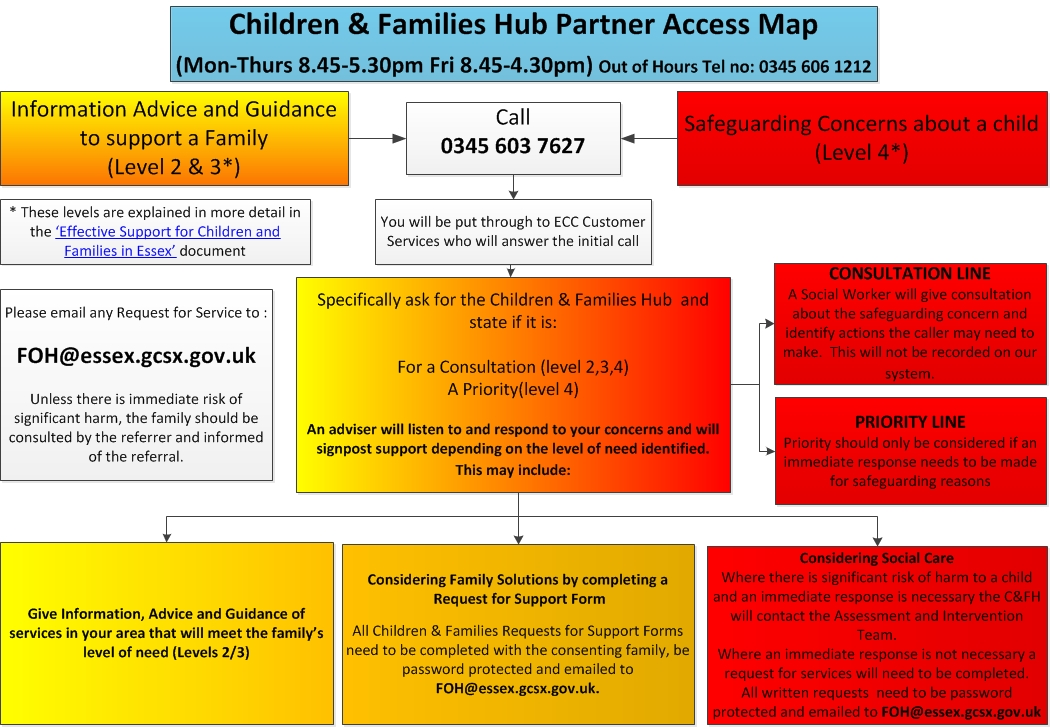 Children & Families Hub Partner Access Map
(Mon-Thurs 8.45-5.30pm Fri 8.45-4.30pm) Out of Hours Tel no: 0345 606 1212
Information Advice and Guidance
to support a Family
(Level 2 & 3*)
Call
0345 603 7627
Safeguarding Concerns about a child
(Level 4*)
* These levels are explained in more detail in
the ‘Effective Support for Children and
Families in Essex’ document
You will be put through to ECC Customer
Services who will answer the initial call
Please email any Request for Service to :
FOH@essex.gcsx.gov.uk
Unless there is immediate risk of
significant harm, the family should be
consulted by the referrer and informed
of the referral.
Specifically ask for the Children & Families Hub and
state if it is:
For a Consultation (level 2,3,4)
A Priority(level 4)
An adviser will listen to and respond to your concerns and will
signpost support depending on the level of need identified.
This may include:
CONSULTATION LINE
A Social Worker will give consultation
about the safeguarding concern and
identify actions the caller may need to
make. This will not be recorded on our
system.
PRIORITY LINE
Priority should only be considered if an
immediate response needs to be made
for safeguarding reasons
Give Information, Advice and Guidance of
services in your area that will meet the family’s
level of need (Levels 2/3)
Considering Family Solutions by completing a
Request for Support Form
All Children & Families Requests for Support Forms
need to be completed with the consenting family, be
password protected and emailed to
FOH@essex.gcsx.gov.uk.
Considering Social Care
Where there is significant risk of harm to a child
and an immediate response is necessary the C&FH
will contact the Assessment and Intervention
Team.
Where an immediate response is not necessary a
request for services will need to be completed.
All written requests need to be password
protected and emailed to FOH@essex.gcsx.gov.uk